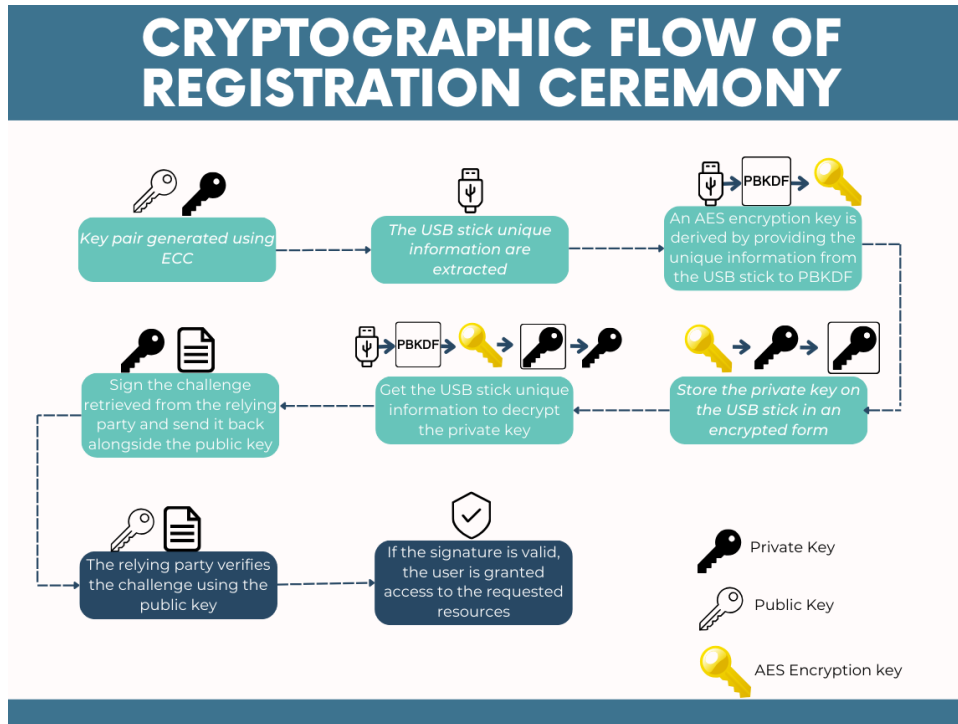 CRYPTOGRAPHIC FLOW OF
REGISTRATION CEREMONY
Key pair generated using
ECC
The USB stick unique
information are
extracted
PBKDF
An AES encryption key is
derived by providing the
unique information from
the USB stick to PBKDF
Sign the challenge
retrieved from the relying
party and send it back
alongside the public key
PBKDF
Get the USB stick unique
information to decrypt
the private key
Store the private key on
the USB stick in an
encrypted form
The relying party verifies
the challenge using the
public key
If the signature is valid,
the user is granted
access to the requested
resources
Private Key
Public Key
AES Encryption key